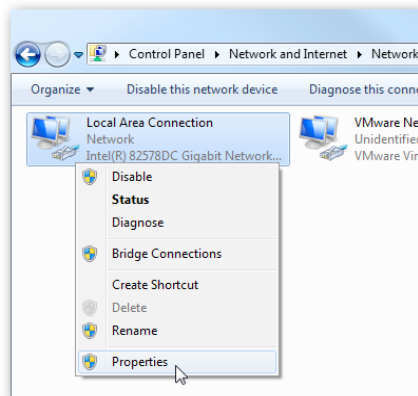 Control Panel ▸ Network and Internet ▸ Network
Organize ▾ Disable this network device Diagnose this conne
Local Area Connection
Network
Intel(R) 82578DC Gigabit Network...
VMware Ne
Unidentified
VMware Vir
Disable
Status
Diagnose
Bridge Connections
Create Shortcut
Delete
Rename
Properties